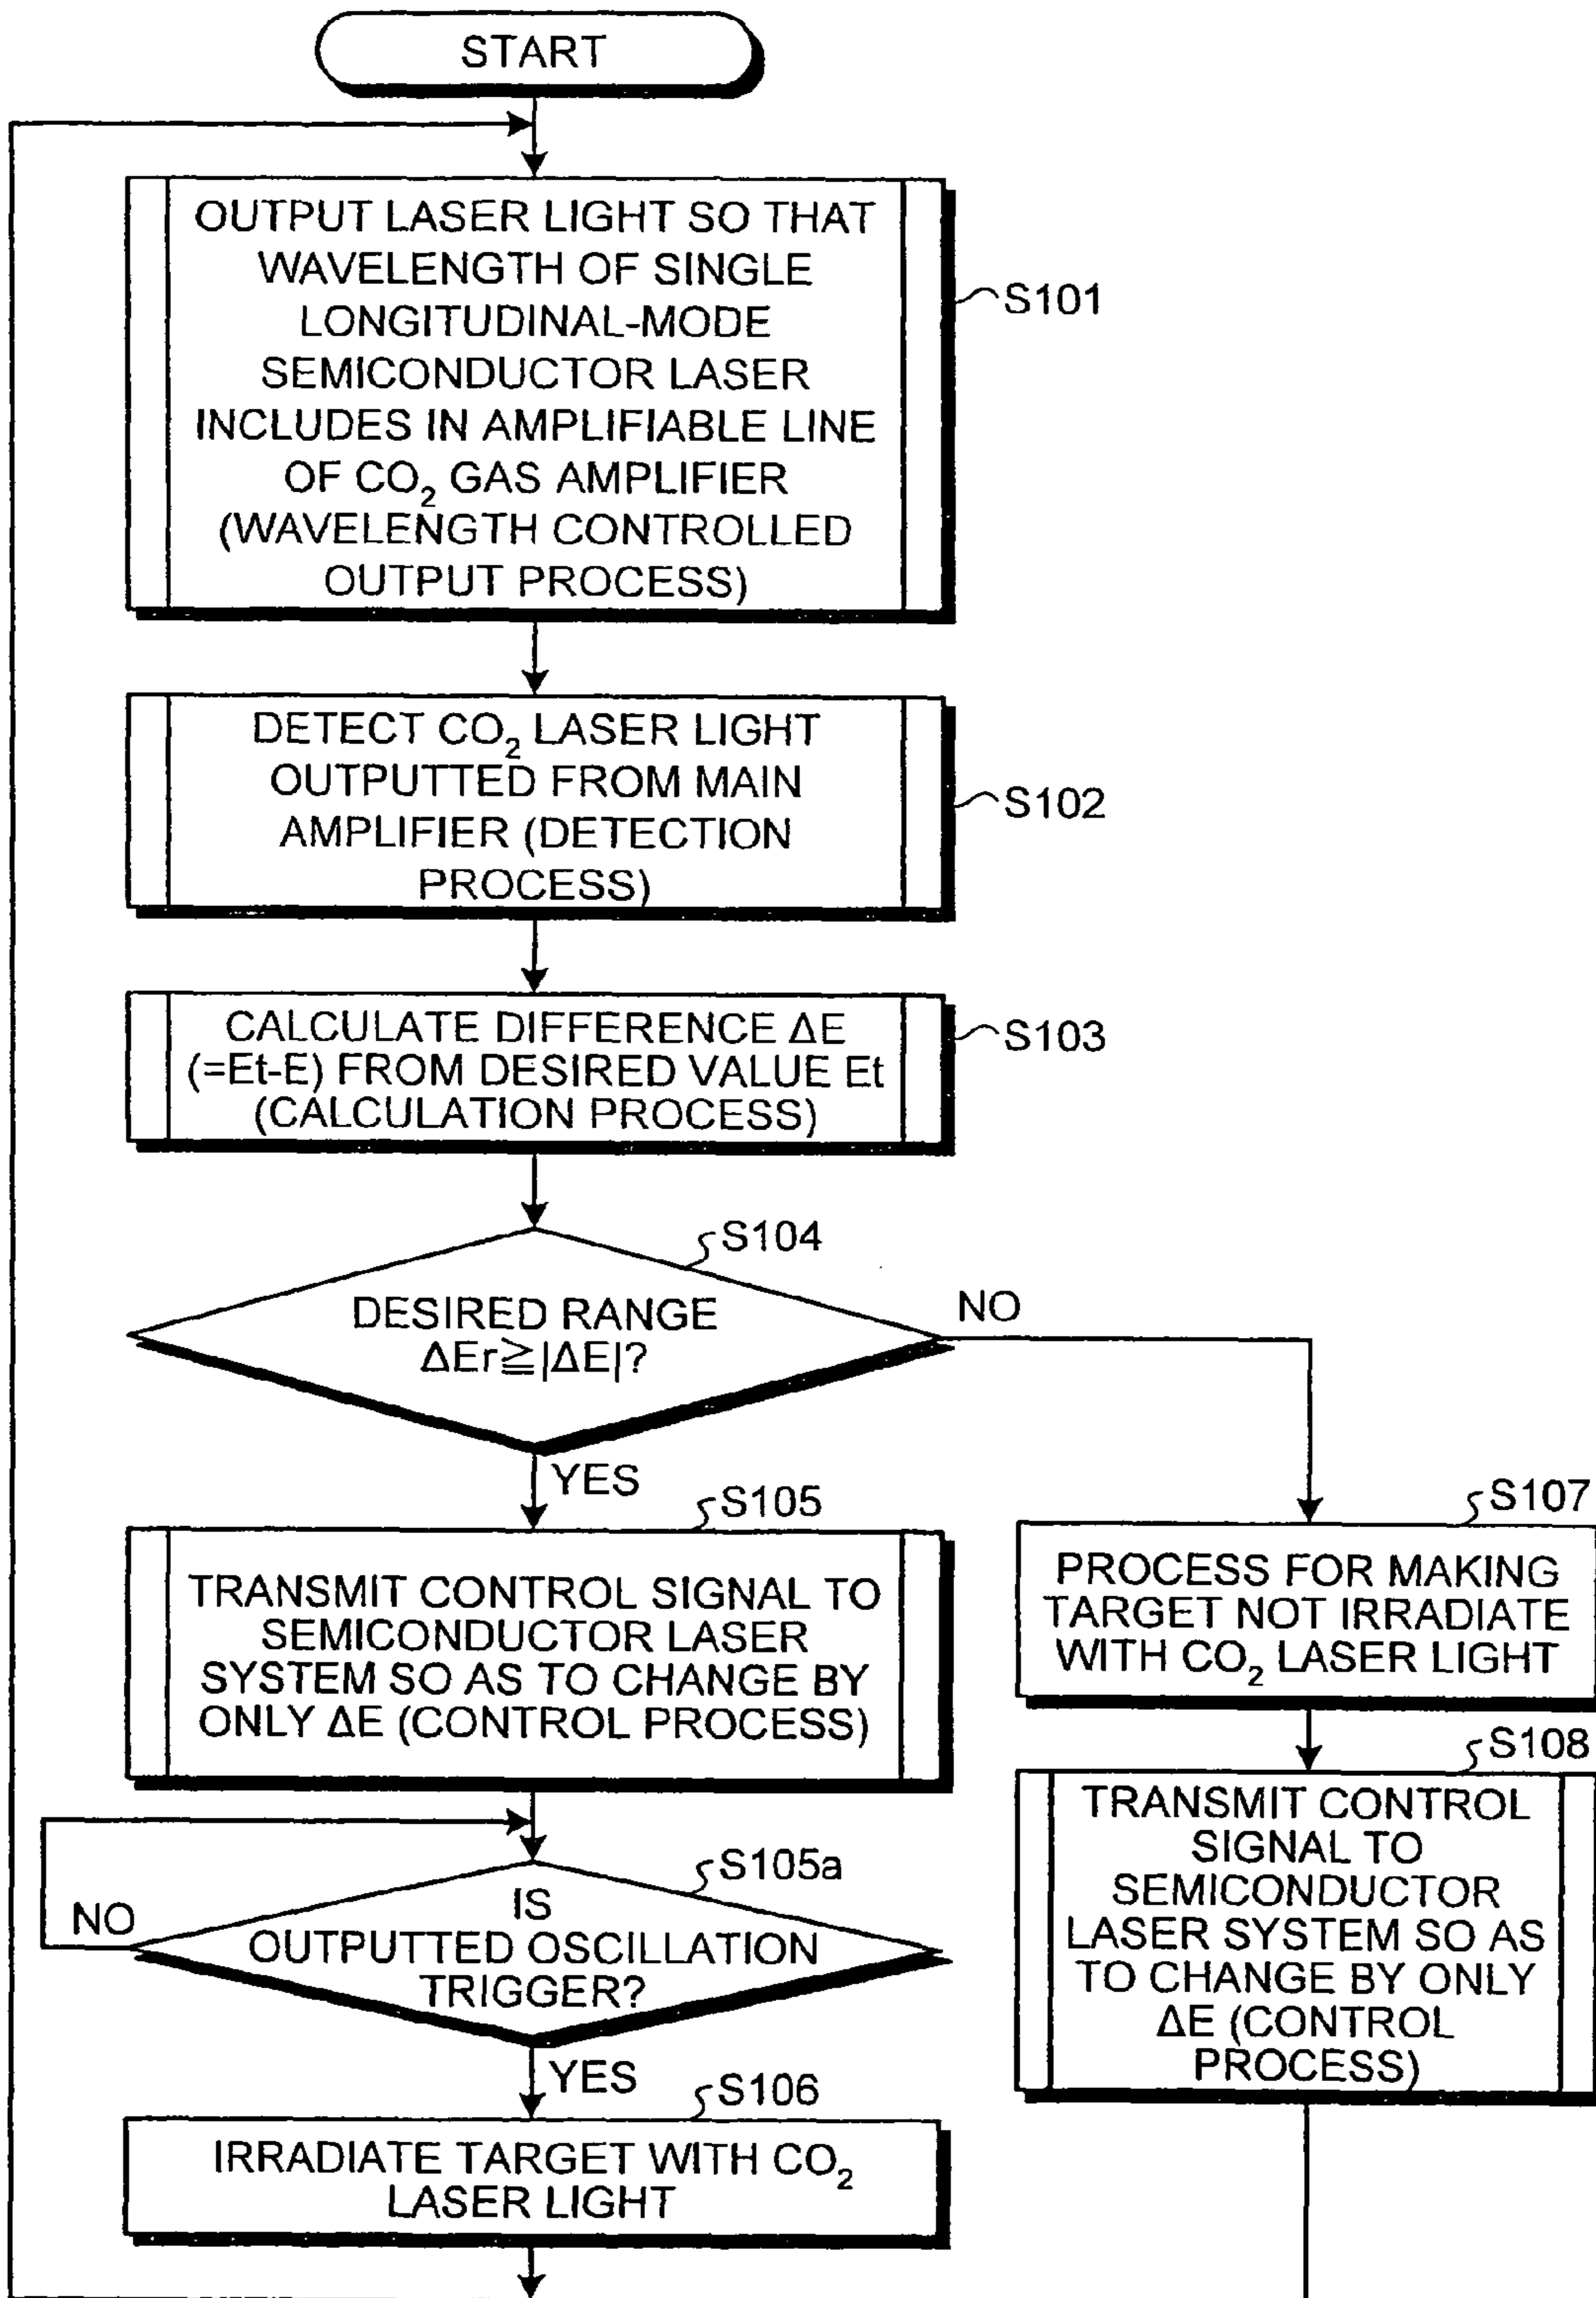 START
OUTPUT LASER LIGHT SO THAT
WAVELENGTH OF SINGLE
LONGITUDINAL-MODE
SEMICONDUCTOR LASER
INCLUDES IN AMPLIFIABLE LINE
OF CO₂ GAS AMPLIFIER
(WAVELENGTH CONTROLLED
OUTPUT PROCESS)
S101
DETECT CO₂ LASER LIGHT
OUTPUTTED FROM MAIN
AMPLIFIER (DETECTION
PROCESS)
S102
CALCULATE DIFFERENCE ΔE
(=Et-E) FROM DESIRED VALUE Et
(CALCULATION PROCESS)
S103
S104
DESIRED RANGE
ΔEr≧|ΔE|?
NO
YES
S105
TRANSMIT CONTROL SIGNAL TO
SEMICONDUCTOR LASER
SYSTEM SO AS TO CHANGE BY
ONLY ΔE (CONTROL PROCESS)
S105a
IS
OUTPUTTED OSCILLATION
TRIGGER?
NO
YES
S106
IRRADIATE TARGET WITH CO₂
LASER LIGHT
S107
PROCESS FOR MAKING
TARGET NOT IRRADIATE
WITH CO₂ LASER LIGHT
S108
TRANSMIT CONTROL
SIGNAL TO
SEMICONDUCTOR
LASER SYSTEM SO AS
TO CHANGE BY ONLY
ΔE (CONTROL
PROCESS)